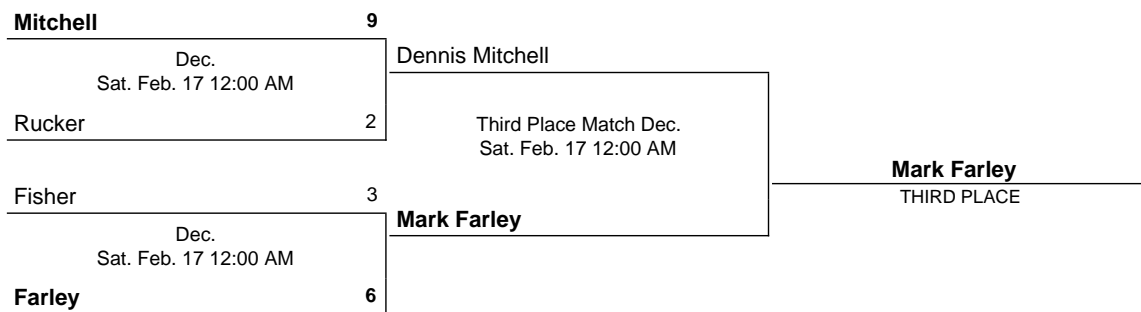 Mitchell 9
Dec.
Sat. Feb. 17 12:00 AM
Rucker 2
Dennis Mitchell
Third Place Match Dec.
Sat. Feb. 17 12:00 AM
Fisher 3
Dec.
Sat. Feb. 17 12:00 AM
Farley 6
Mark Farley
Mark Farley
THIRD PLACE